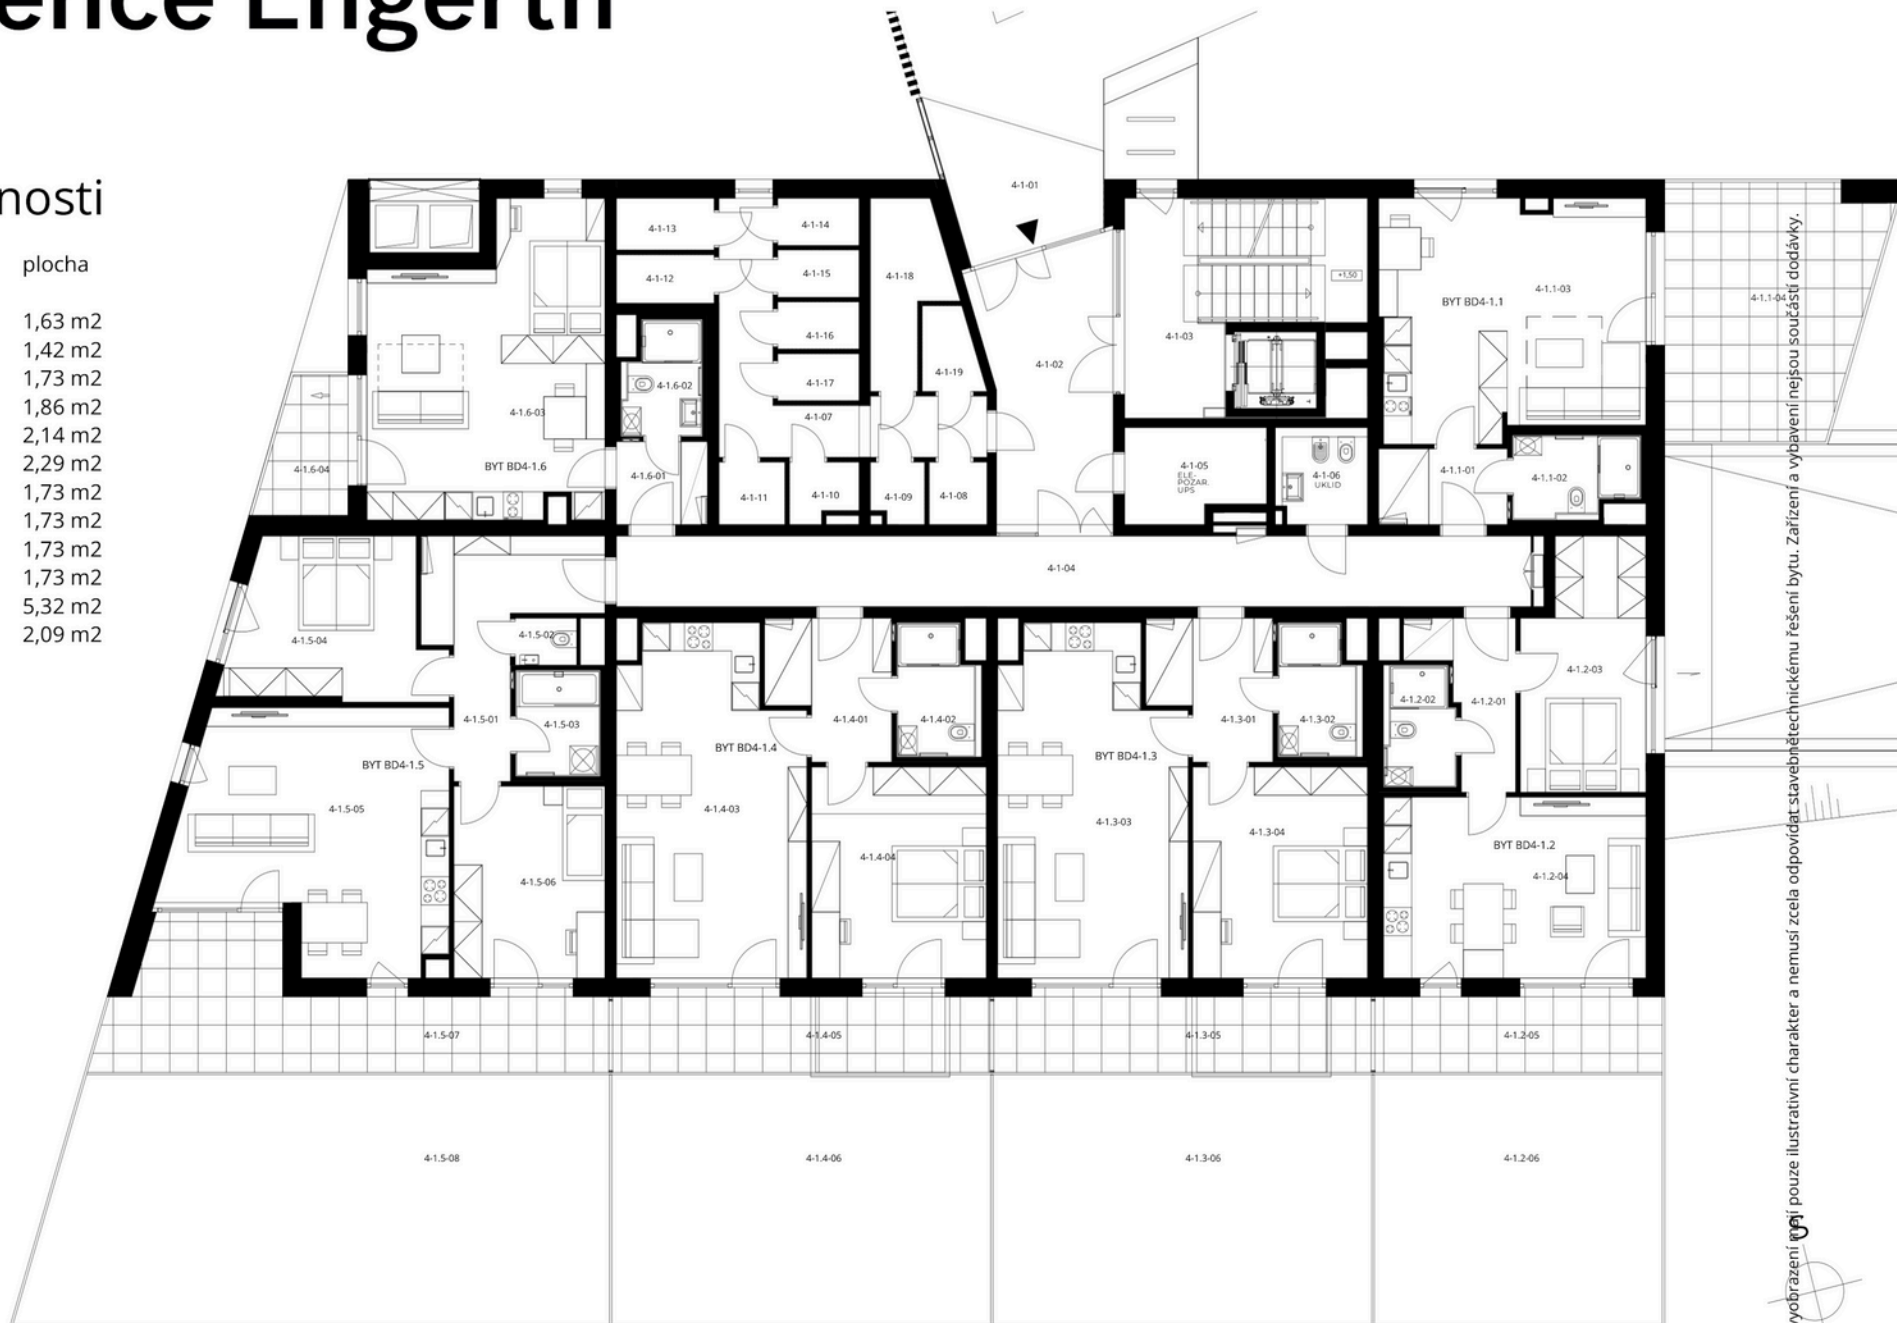 ence Engerth
nosti
plocha
1,63 m2
1,42 m2
1,73 m2
1,86 m2
2,14 m2
2,29 m2
1,73 m2
1,73 m2
1,73 m2
1,73 m2
5,32 m2
2,09 m2
4-1-01
4-1-13
4-1-14
4-1-12
4-1-15
4-1-18
4-1-16
4-1-17
4-1-19
4-1-07
4-1-11
4-1-10
4-1-09
4-1-08
4-1-02
4-1-03
+1,50
4-1-05
ELE-
POZAR.
UPS
4-1-06
UKLID
4-1-04
BYT BD4-1.1
4-1.1-03
4-1.1-04
4-1.1-01
4-1.1-02
4-1.6-02
4-1.6-03
BYT BD4-1.6
4-1.6-01
4-1.6-04
4-1.5-04
4-1.5-02
4-1.5-01
4-1.5-03
BYT BD4-1.5
4-1.5-05
4-1.5-06
4-1.5-07
4-1.5-08
4-1.4-01
4-1.4-02
BYT BD4-1.4
4-1.4-03
4-1.4-04
4-1.4-05
4-1.4-06
4-1.3-01
4-1.3-02
BYT BD4-1.3
4-1.3-03
4-1.3-04
4-1.3-05
4-1.3-06
4-1.2-03
4-1.2-02
4-1.2-01
BYT BD4-1.2
4-1.2-04
4-1.2-05
4-1.2-06
vyobrazení mají pouze ilustrativní charakter a nemusí zcela odpovídat stavebnětechnickému řešení bytu. Zařízení a vybavení nejsou součástí dodávky.
S